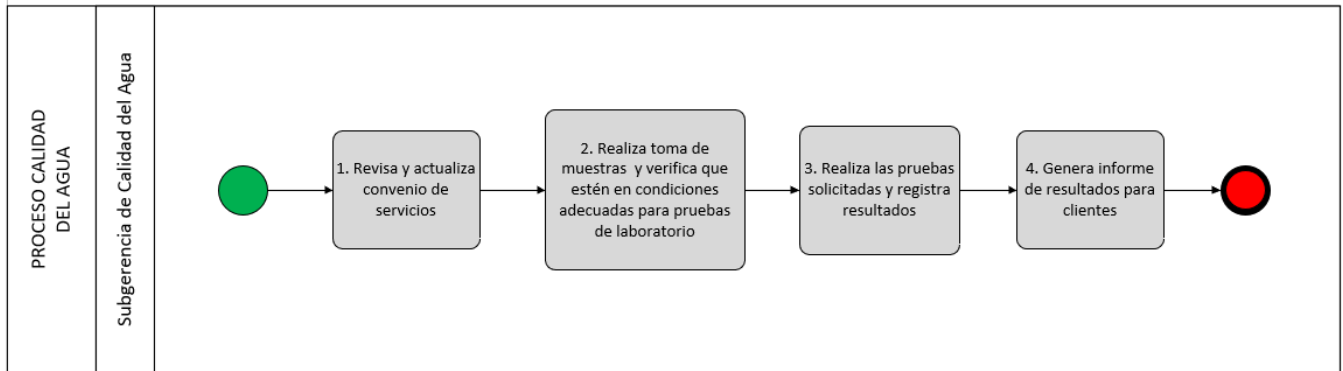 PROCESO CALIDAD
DEL AGUA
Subgerencia de Calidad del Agua
1. Revisa y actualiza
convenio de
servicios
2. Realiza toma de
muestras y verifica que
estén en condiciones
adecuadas para pruebas
de laboratorio
3. Realiza las pruebas
solicitadas y registra
resultados
4. Genera informe
de resultados para
clientes